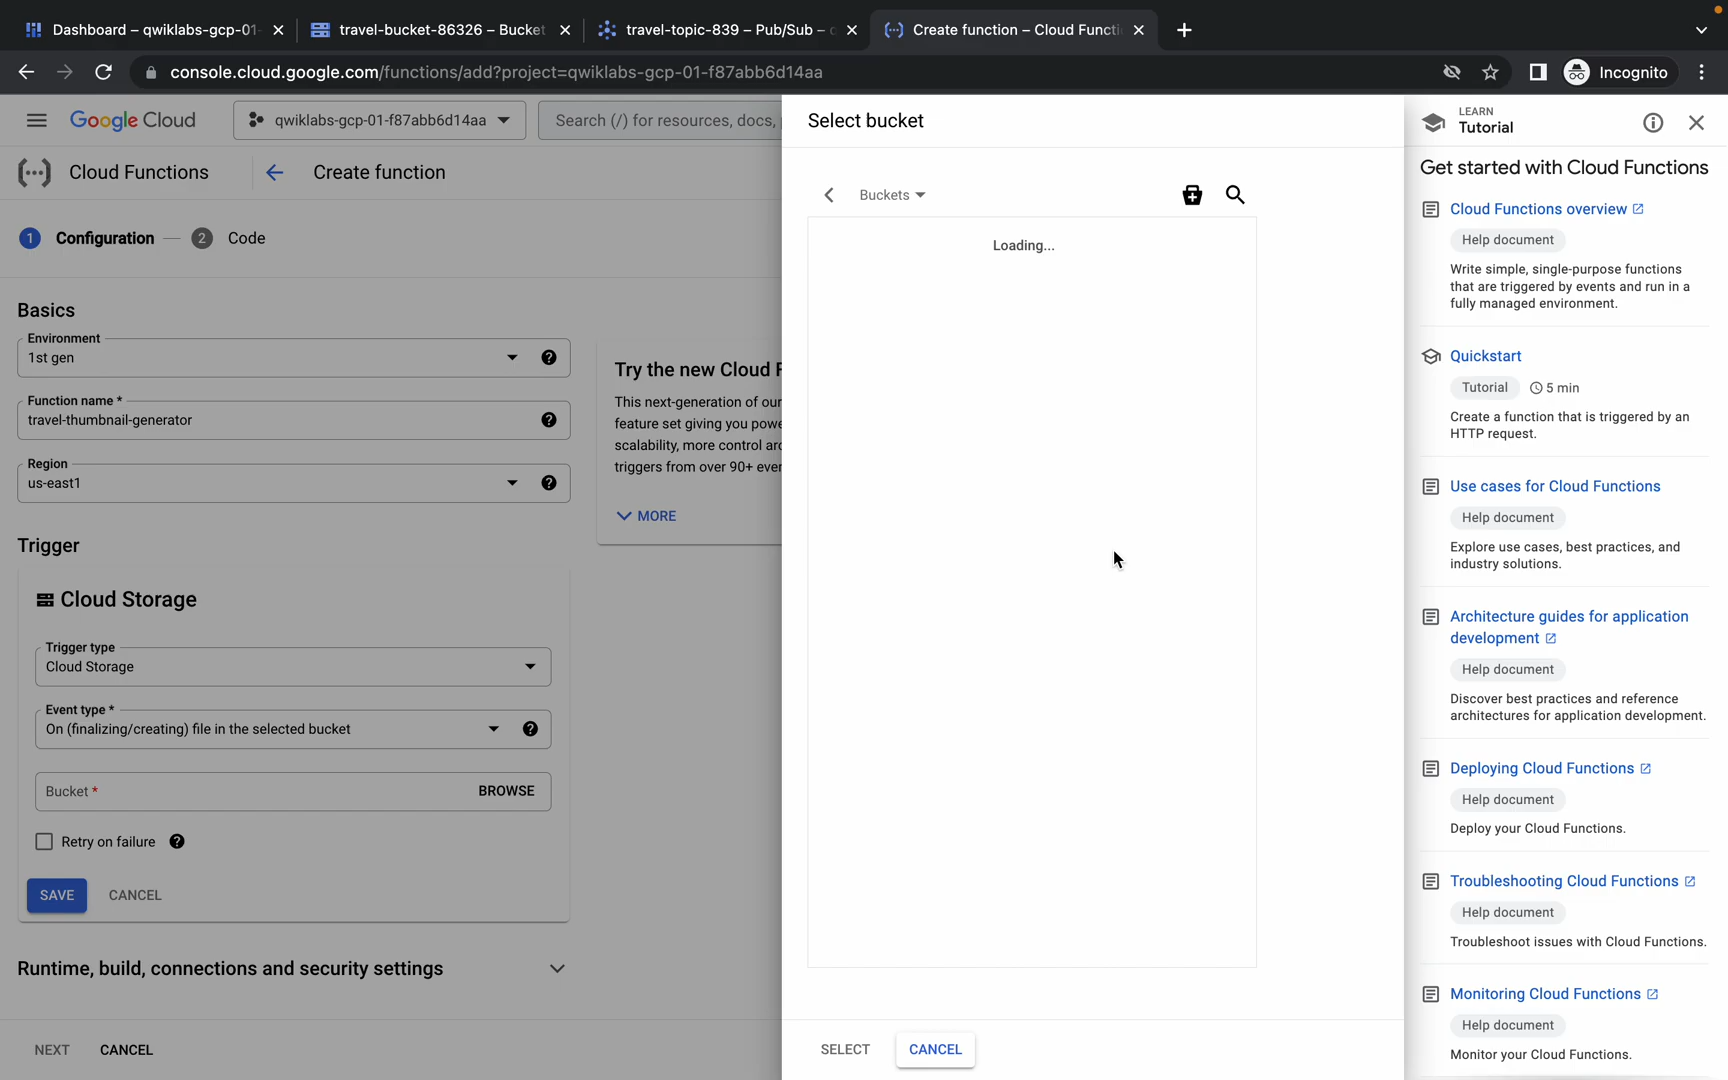 Dashboard – qwiklabs-gcp-01-
travel-bucket-86326 – Bucket
travel-topic-839 – Pub/Sub –
Create function – Cloud Functi
console.cloud.google.com/functions/add?project=qwiklabs-gcp-01-f87abb6d14aa
Incognito
Google Cloud
qwiklabs-gcp-01-f87abb6d14aa
Search (/) for resources, docs,
Cloud Functions
Create function
1 Configuration
2 Code
Basics
Environment
1st gen
Function name *
travel-thumbnail-generator
Region
us-east1
Try the new Cloud F
This next-generation of our
feature set giving you powe
scalability, more control aro
triggers from over 90+ ever
MORE
Trigger
Cloud Storage
Trigger type
Cloud Storage
Event type *
On (finalizing/creating) file in the selected bucket
Bucket *
BROWSE
Retry on failure
SAVE
CANCEL
Runtime, build, connections and security settings
NEXT
CANCEL
Select bucket
Buckets
Loading...
SELECT
CANCEL
LEARN
Tutorial
Get started with Cloud Functions
Cloud Functions overview
Help document
Write simple, single-purpose functions
that are triggered by events and run in a
fully managed environment.
Quickstart
Tutorial
5 min
Create a function that is triggered by an
HTTP request.
Use cases for Cloud Functions
Help document
Explore use cases, best practices, and
industry solutions.
Architecture guides for application
development
Help document
Discover best practices and reference
architectures for application development.
Deploying Cloud Functions
Help document
Deploy your Cloud Functions.
Troubleshooting Cloud Functions
Help document
Troubleshoot issues with Cloud Functions.
Monitoring Cloud Functions
Help document
Monitor your Cloud Functions.